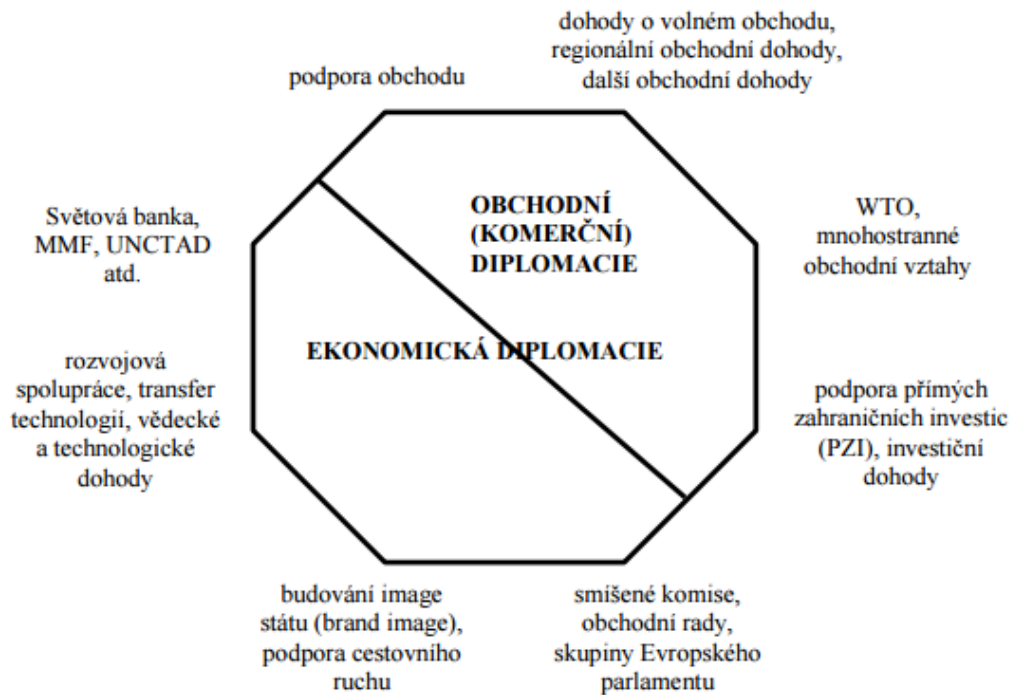 dohody o volném obchodu,
regionální obchodní dohody,
další obchodní dohody
podpora obchodu
OBCHODNÍ
(KOMERČNÍ)
DIPLOMACIE
Světová banka,
MMF, UNCTAD
atd.
WTO,
mnohostranné
obchodní vztahy
EKONOMICKÁ DIPLOMACIE
rozvojová
spolupráce, transfer
technologií, vědecké
a technologické
dohody
podpora přímých
zahraničních investic
(PZI), investiční
dohody
budování image
státu (brand image),
podpora cestovního
ruchu
smíšené komise,
obchodní rady,
skupiny Evropského
parlamentu